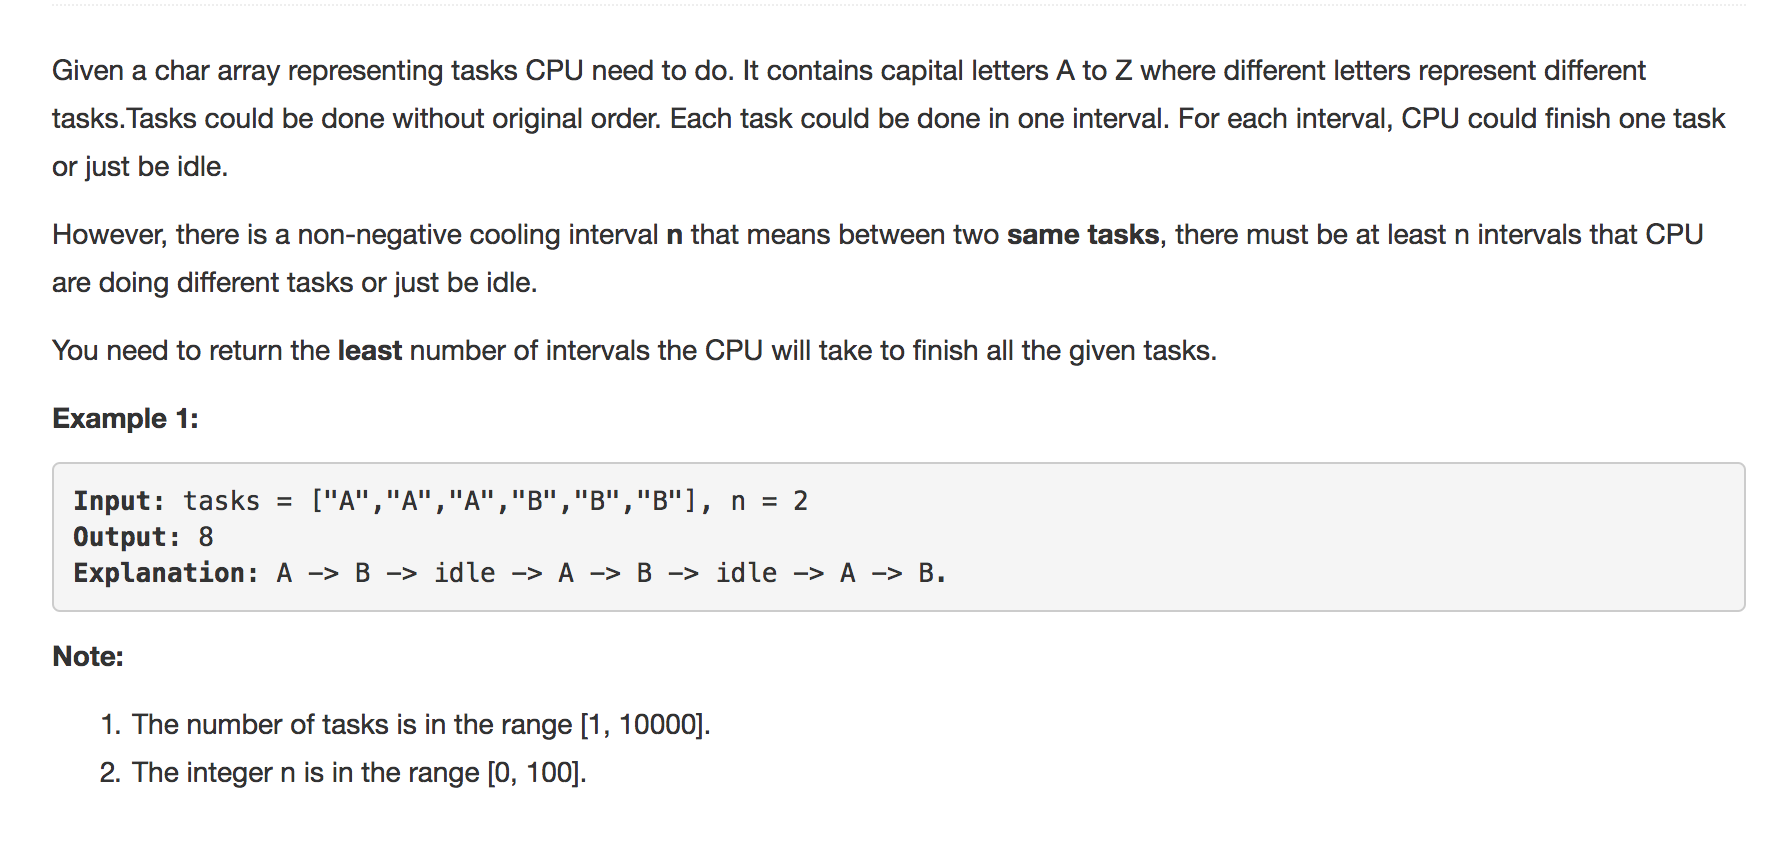 Given a char array representing tasks CPU need to do. It contains capital letters A to Z where different letters represent different
tasks.Tasks could be done without original order. Each task could be done in one interval. For each interval, CPU could finish one task
or just be idle.
However, there is a non-negative cooling interval n that means between two same tasks, there must be at least n intervals that CPU
are doing different tasks or just be idle.
You need to return the least number of intervals the CPU will take to finish all the given tasks.
Example 1:
Input: tasks = ["A","A","A","B","B","B"], n = 2
Output: 8
Explanation: A -> B -> idle -> A -> B -> idle -> A -> B.
Note:
1. The number of tasks is in the range [1, 10000].
2. The integer n is in the range [0, 100].